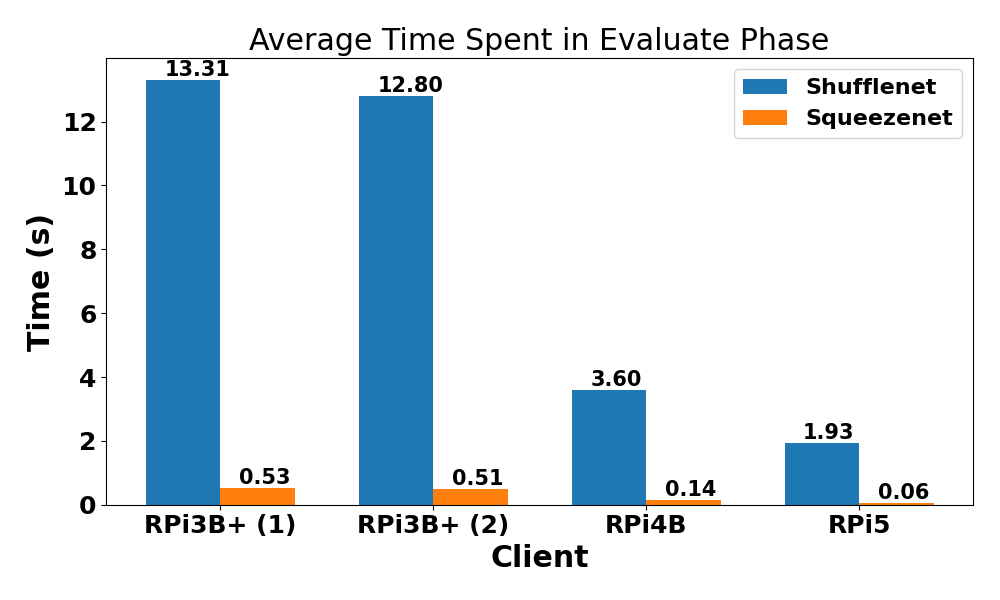 Average Time Spent in Evaluate Phase
Shufflenet
Squeezenet
13.31
12.80
3.60
1.93
0.53
0.51
0.14
0.06
12
10
8
6
4
2
0
Time (s)
RPi3B+ (1)
RPi3B+ (2)
RPi4B
RPi5
Client